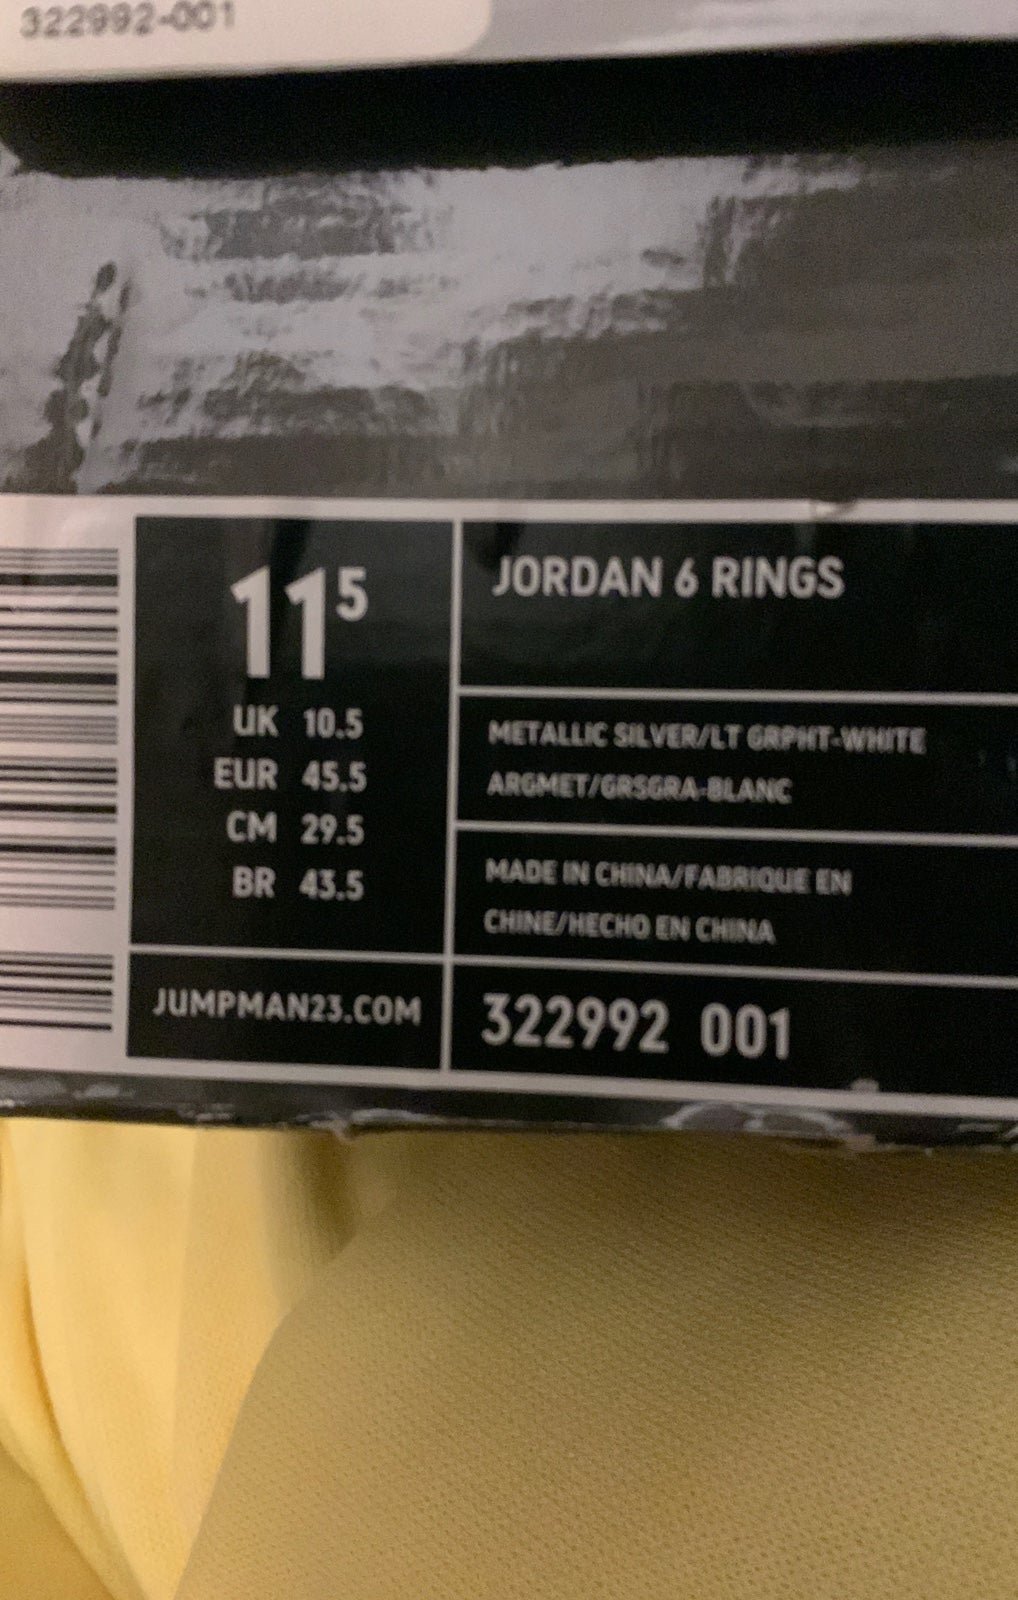 322992-001
11⁵
UK 10.5
EUR 45.5
CM 29.5
BR 43.5
JUMPMAN23.COM
JORDAN 6 RINGS
METALLIC SILVER/LT GRPHT-WHITE
ARGMET/GRSGRA-BLANC
MADE IN CHINA/FABRIQUE EN
CHINE/HECHO EN CHINA
322992 001